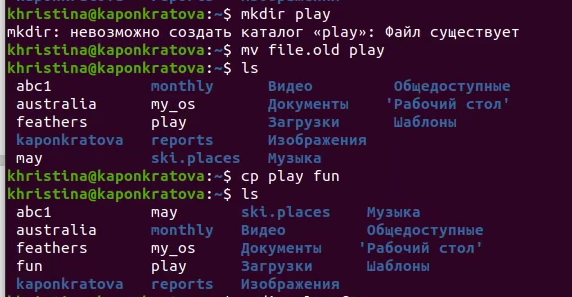 khristina@kaponkratova:~$ mkdir play
mkdir: невозможно создать каталог «play»: Файл существует
khristina@kaponkratova:~$ mv file.old play
khristina@kaponkratova:~$ ls
abc1 monthly Видео Общедоступные
australia my_os Документы 'Рабочий стол'
feathers play Загрузки Шаблоны
kaponkratova reports Изображения
may ski.places Музыка
khristina@kaponkratova:~$ cp play fun
khristina@kaponkratova:~$ ls
abc1 may ski.places Музыка
australia monthly Видео Общедоступные
feathers my_os Документы 'Рабочий стол'
fun play Загрузки Шаблоны
kaponkratova reports Изображения